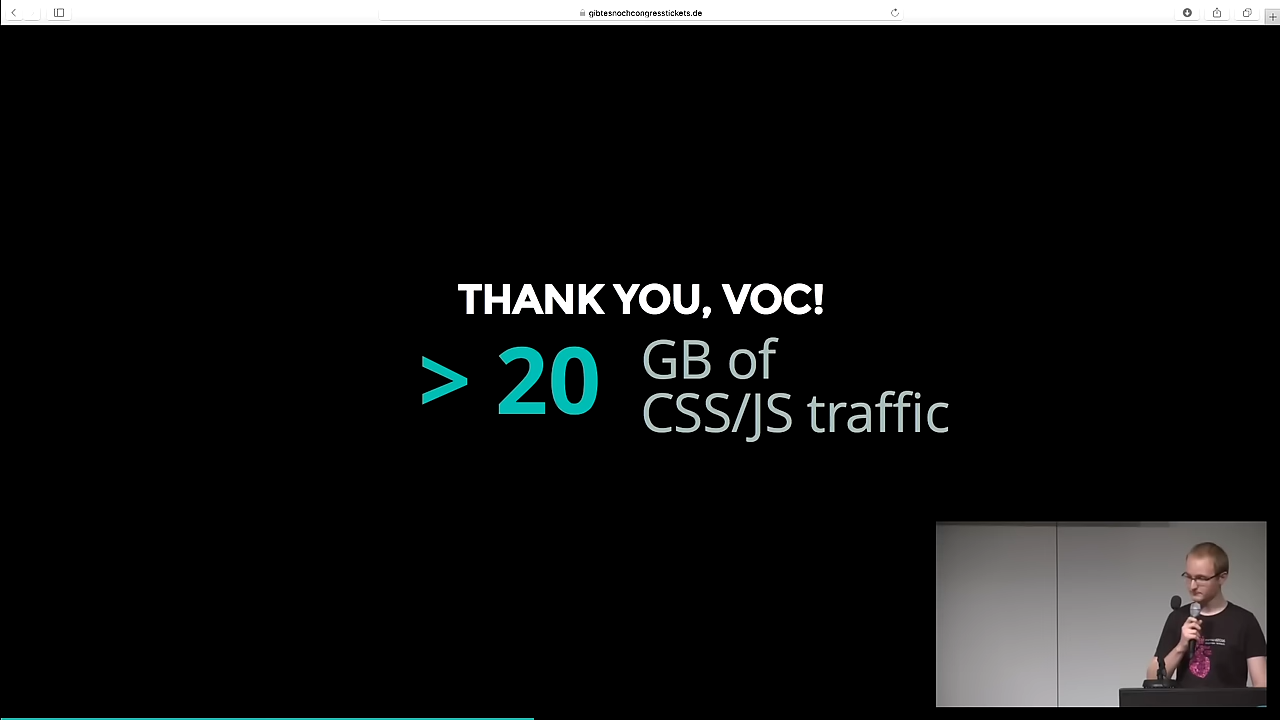 gibtesnochcongresstickets.de
THANK YOU, VOC!
> 20
GB of
CSS/JS traffic